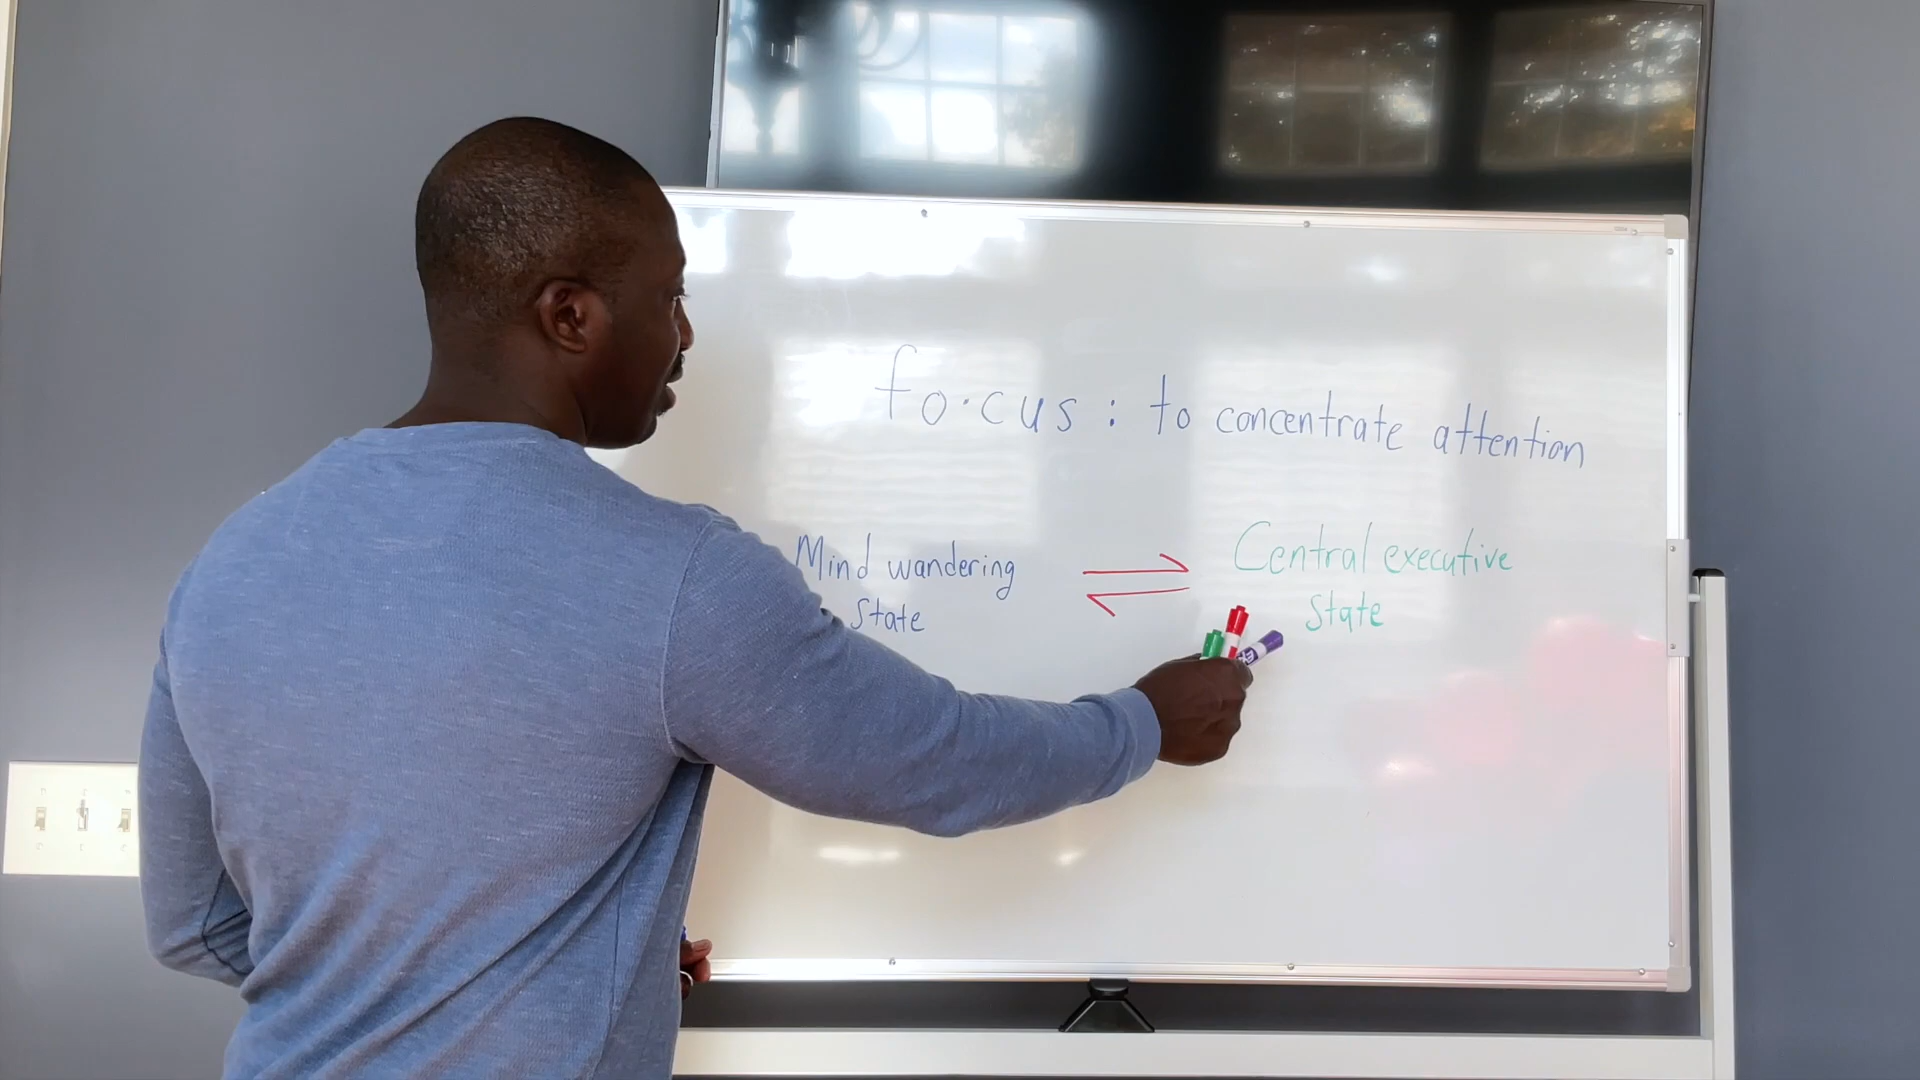 fo·cus : to concentrate attention
Mind wandering
State
⇌
Central executive
State